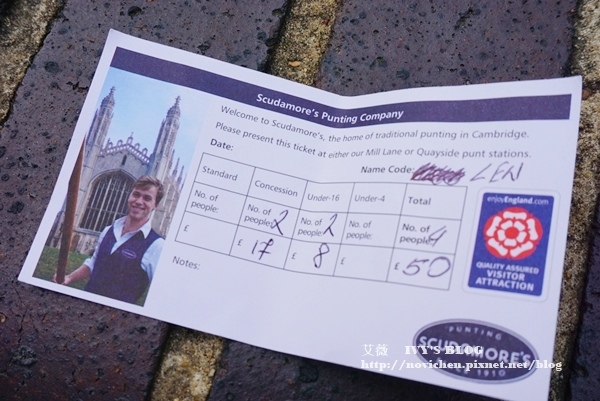 Scudamore's Punting Company
Welcome to Scudamore's, the home of traditional punting in Cambridge.
Please present this ticket at either our Mill Lane or Quayside punt stations.
Date:
Name Code: LEN
Standard Concession Under-16 Under-4 Total
No. of people: No. of people: 2 No. of people: 2 No. of people: No. of people: 4
£ £ 17 £ 8 £ £ 50
Notes:
enjoyEngland.com
QUALITY ASSURED
VISITOR
ATTRACTION
PUNTING
SCUDAMORE'S
1910
艾薇 IVY'S BLOG
http://novichen.pixnet.net/blog